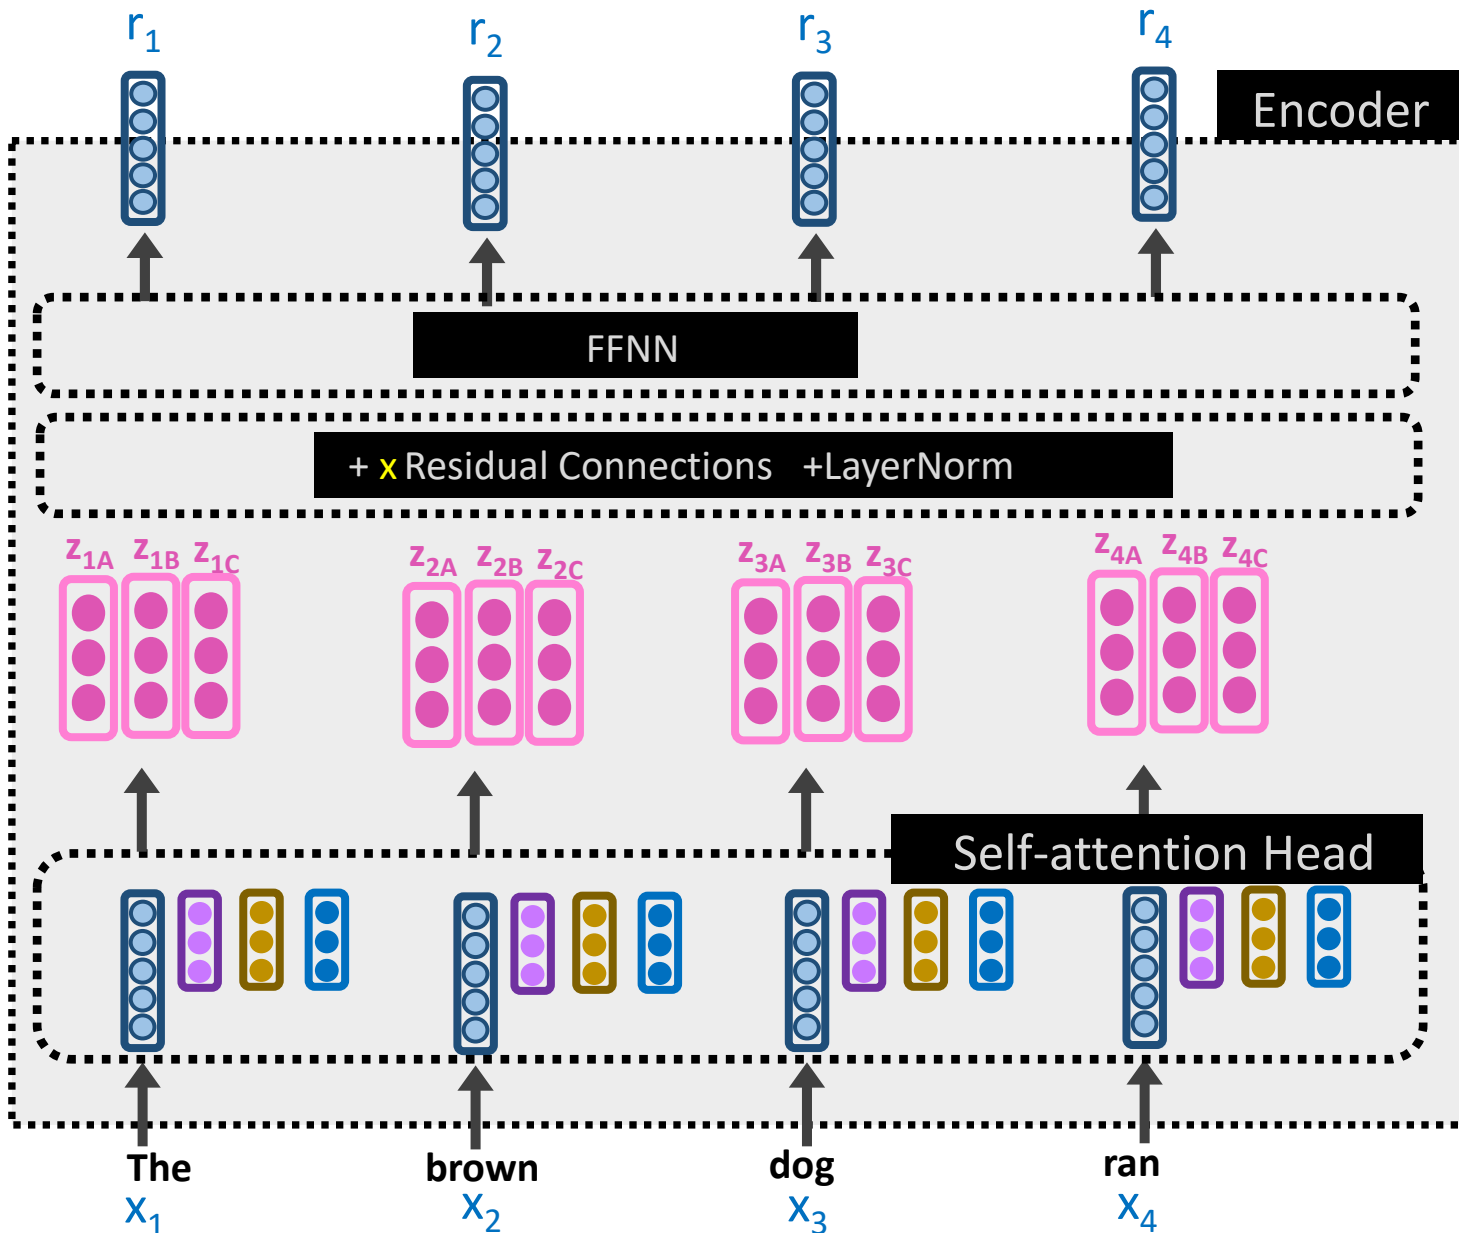 r1 r2 r3 r4
Encoder
FFNN
+ x Residual Connections +LayerNorm
z1A z1B z1C z2A z2B z2C z3A z3B z3C z4A z4B z4C
Self-attention Head
The brown dog ran
x1 x2 x3 x4